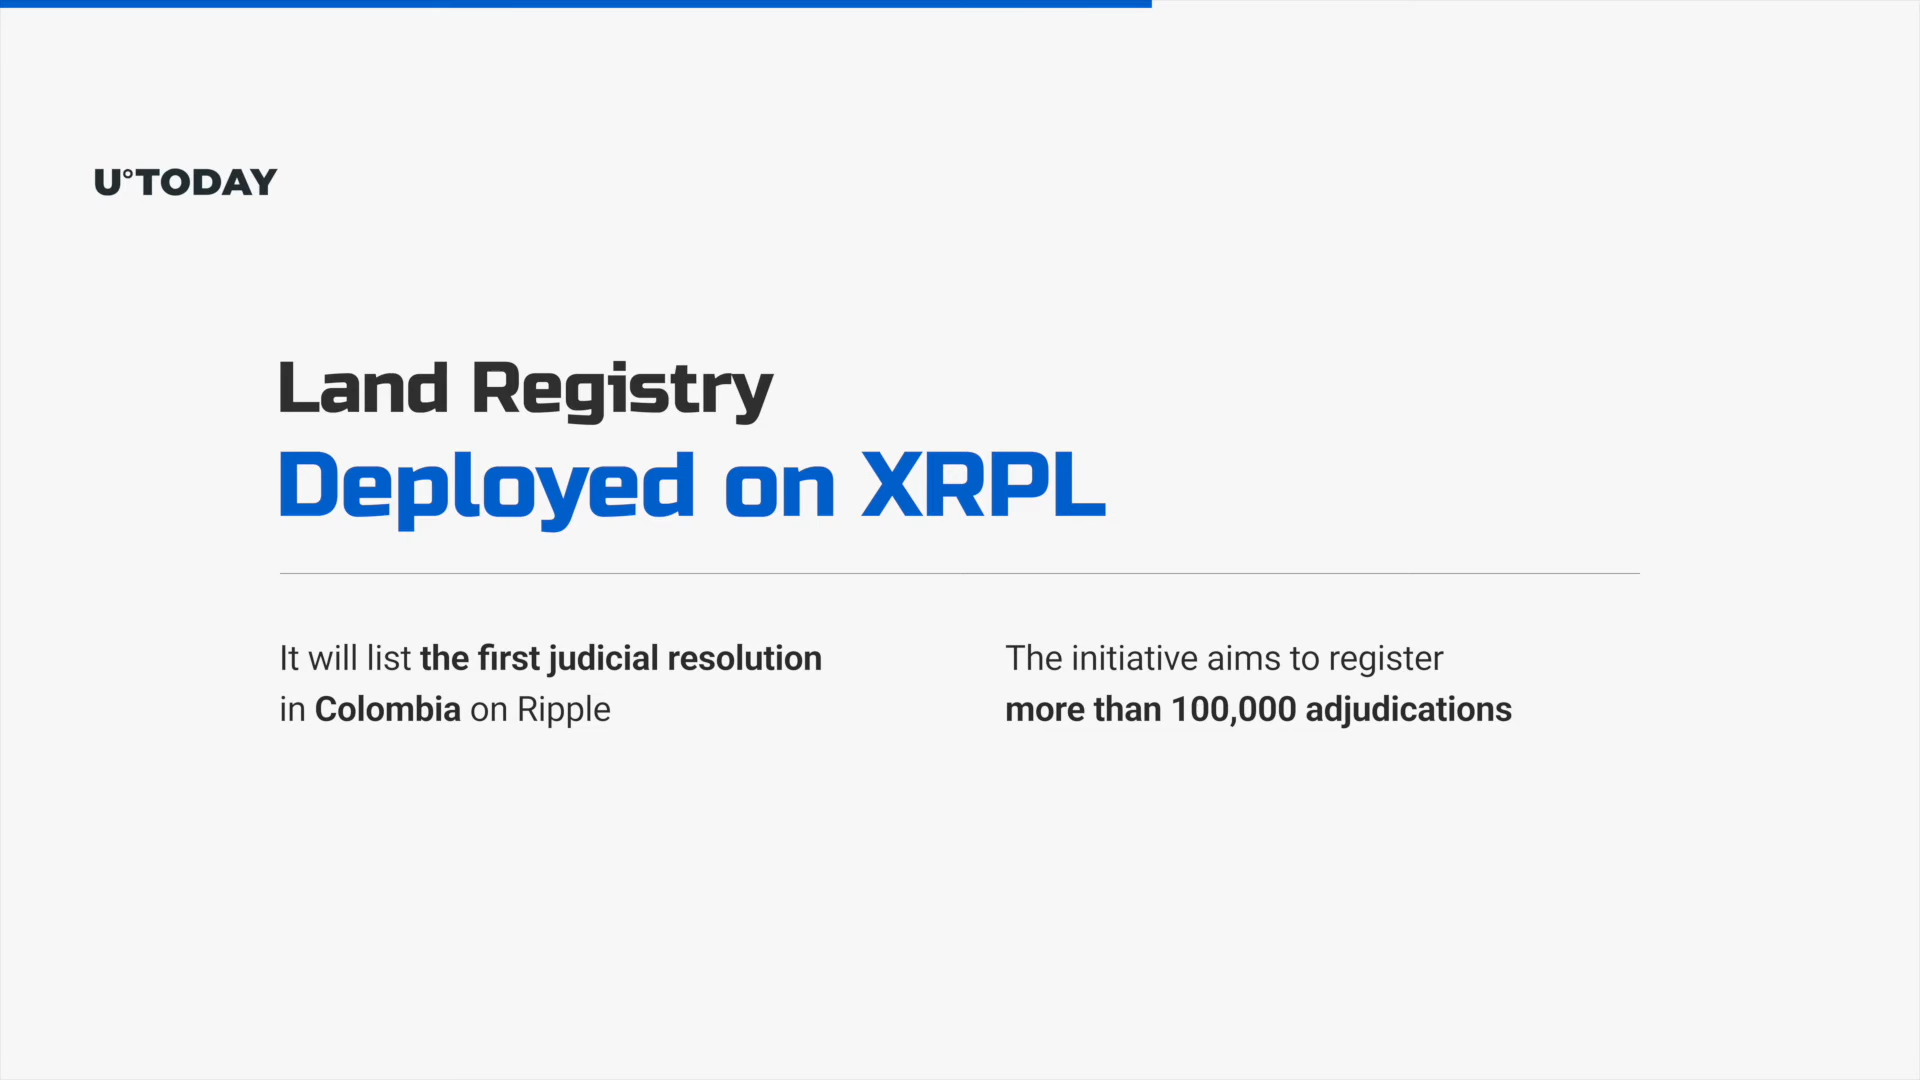 U°TODAY
Land Registry
Deployed on XRPL
It will list the first judicial resolution
in Colombia on Ripple
The initiative aims to register
more than 100,000 adjudications